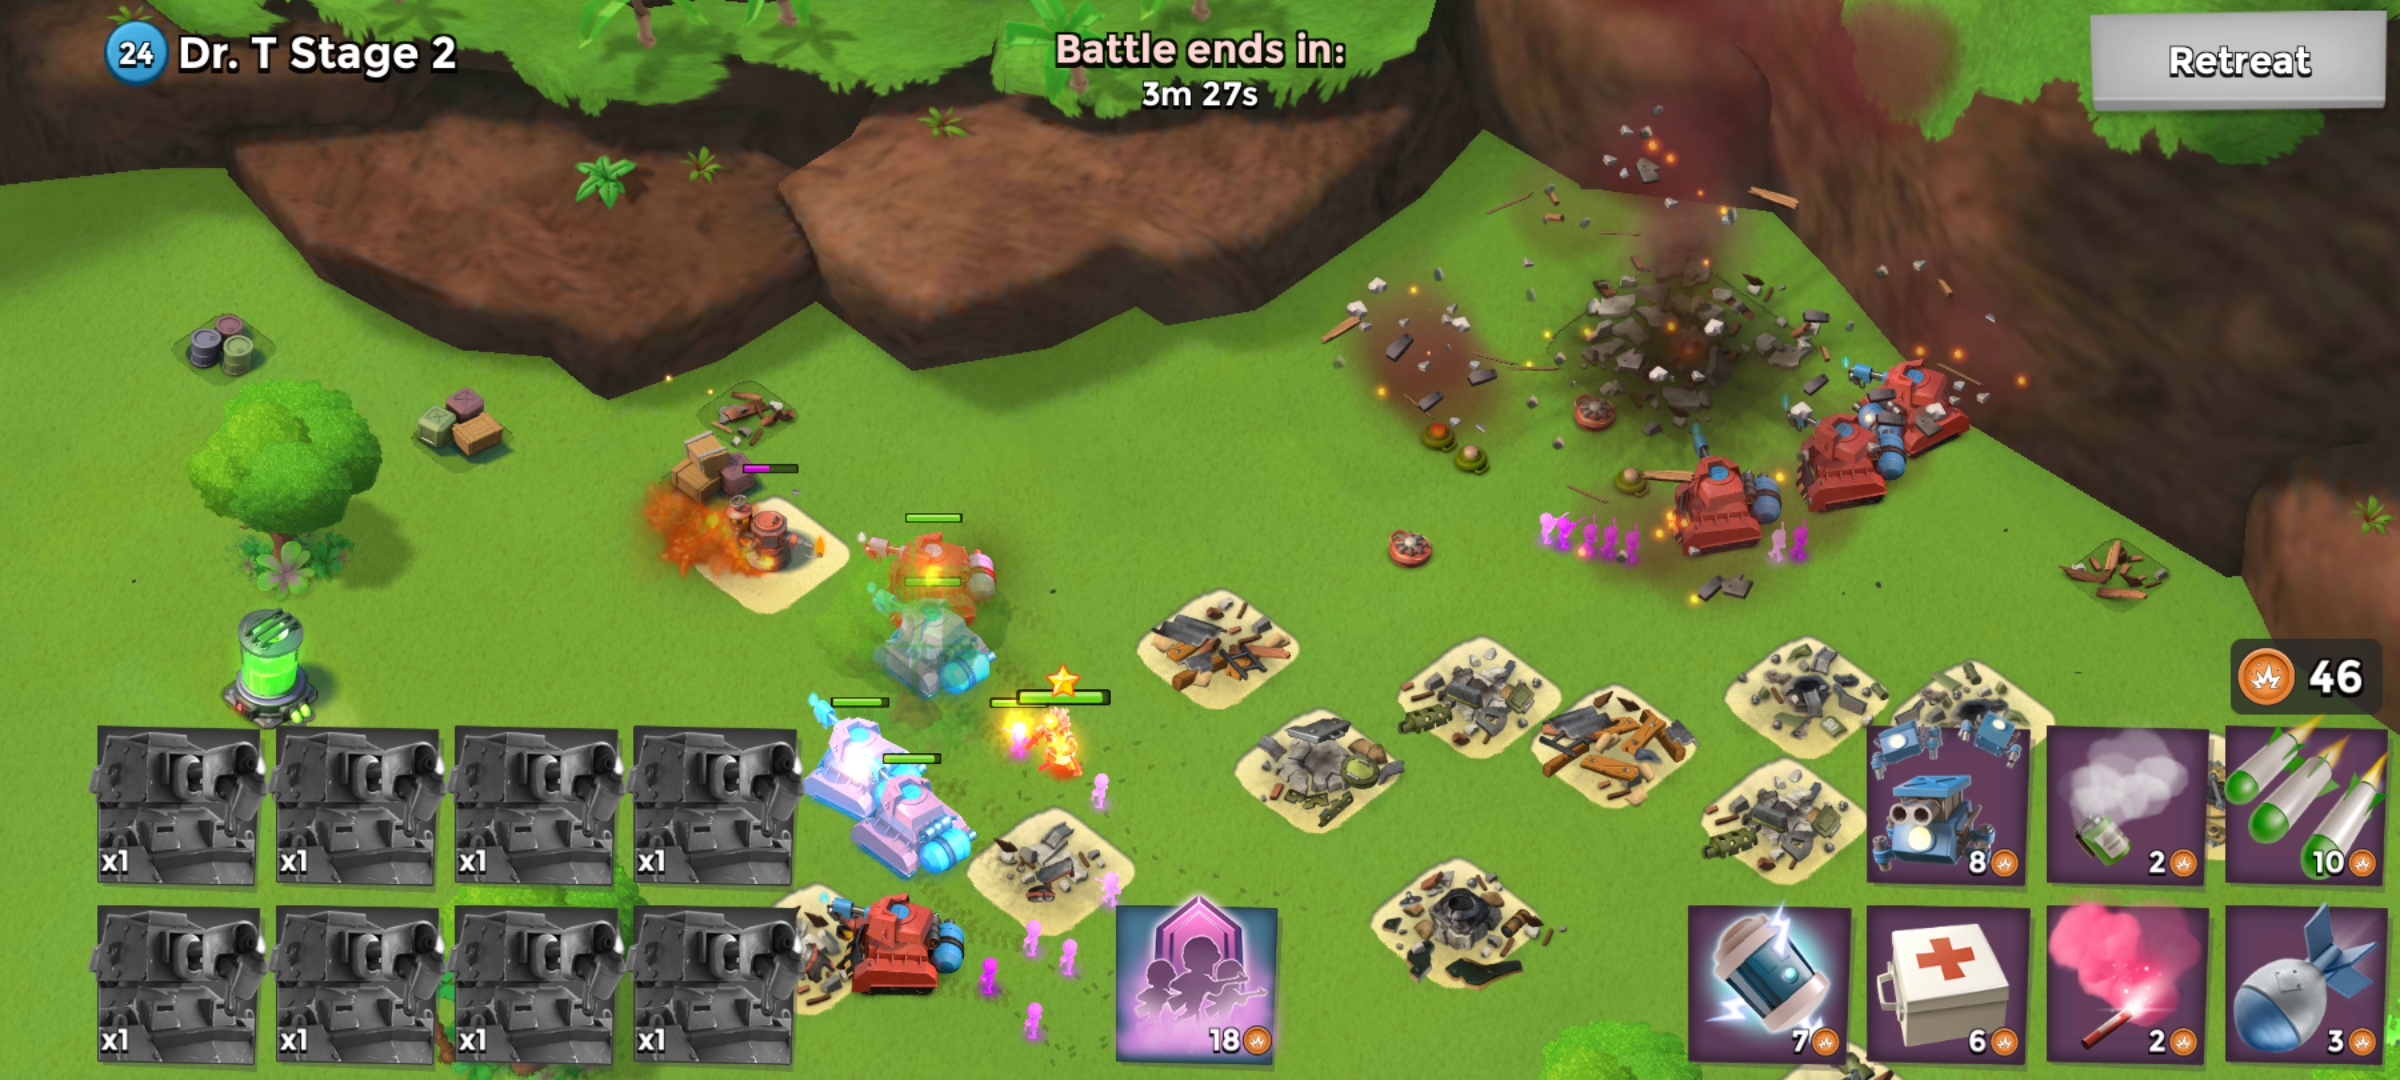 24 Dr. T Stage 2
Battle ends in:
3m 27s
Retreat
46
x1 x1 x1 x1
8 2 10
x1 x1 x1 x1
18
7 6 2 3